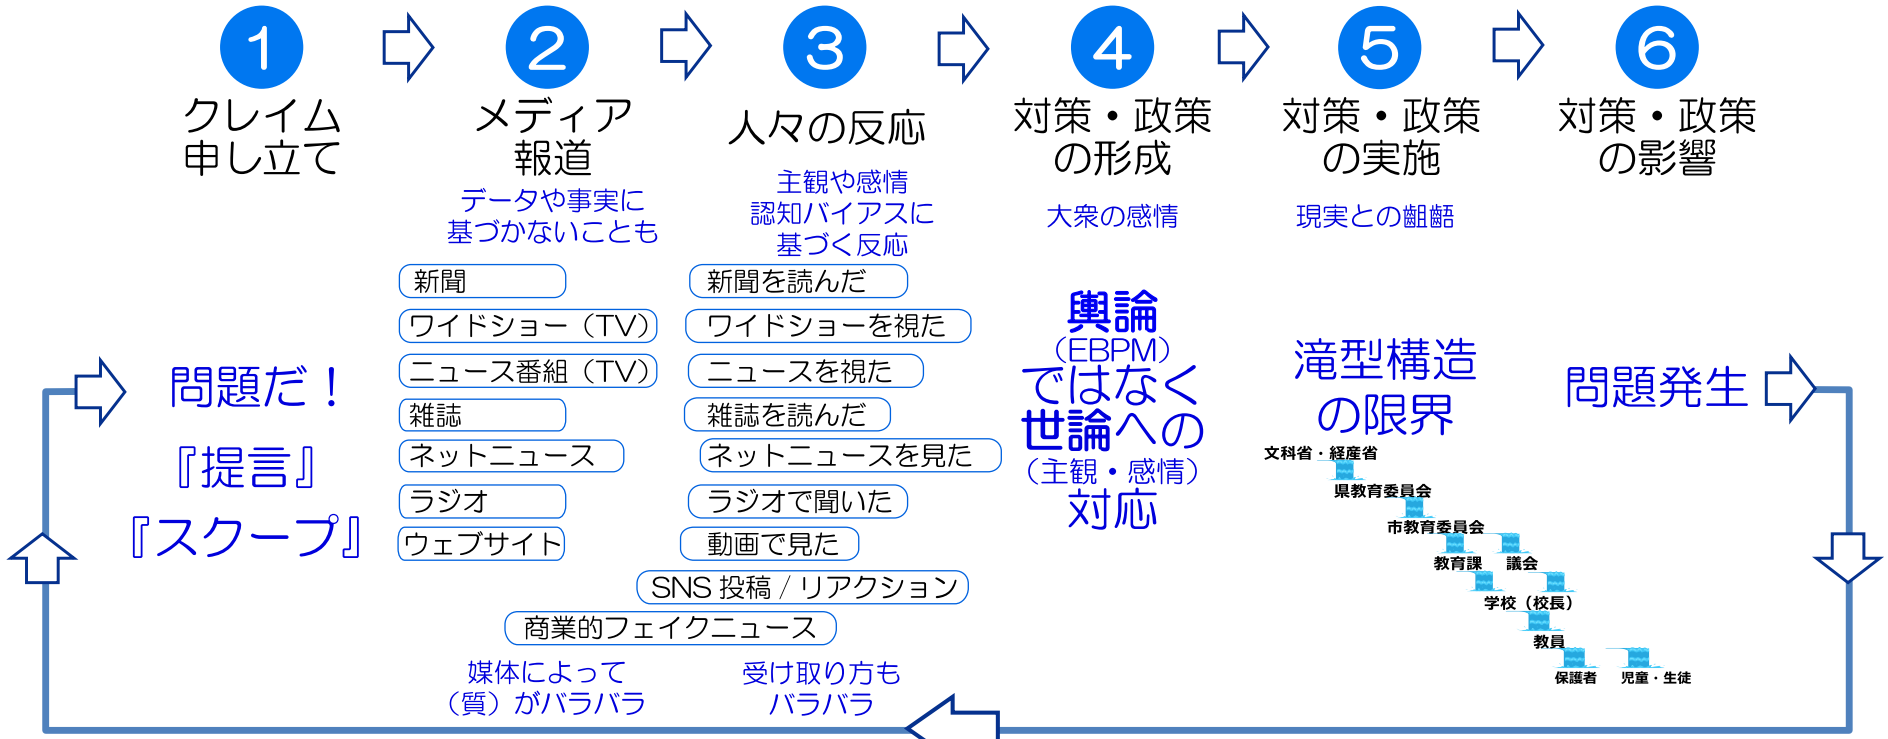 1
クレイム
申し立て
問題だ！
『提言』
『スクープ』
2
メディア
報道
データや事実に
基づかないことも
新聞
ワイドショー（TV）
ニュース番組（TV）
雑誌
ネットニュース
ラジオ
ウェブサイト
3
人々の反応
主観や感情
認知バイアスに
基づく反応
新聞を読んだ
ワイドショーを視た
ニュースを視た
雑誌を読んだ
ネットニュースを見た
ラジオで聞いた
動画で見た
SNS 投稿 / リアクション
商業的フェイクニュース
媒体によって
（質）がバラバラ
受け取り方も
バラバラ
4
対策・政策
の形成
大衆の感情
輿論
（EBPM）
ではなく
世論への
（主観・感情）
対応
5
対策・政策
の実施
現実との齟齬
滝型構造
の限界
文科省・経産省
県教育委員会
市教育委員会
教育課
議会
学校（校長）
教員
保護者
児童・生徒
6
対策・政策
の影響
問題発生